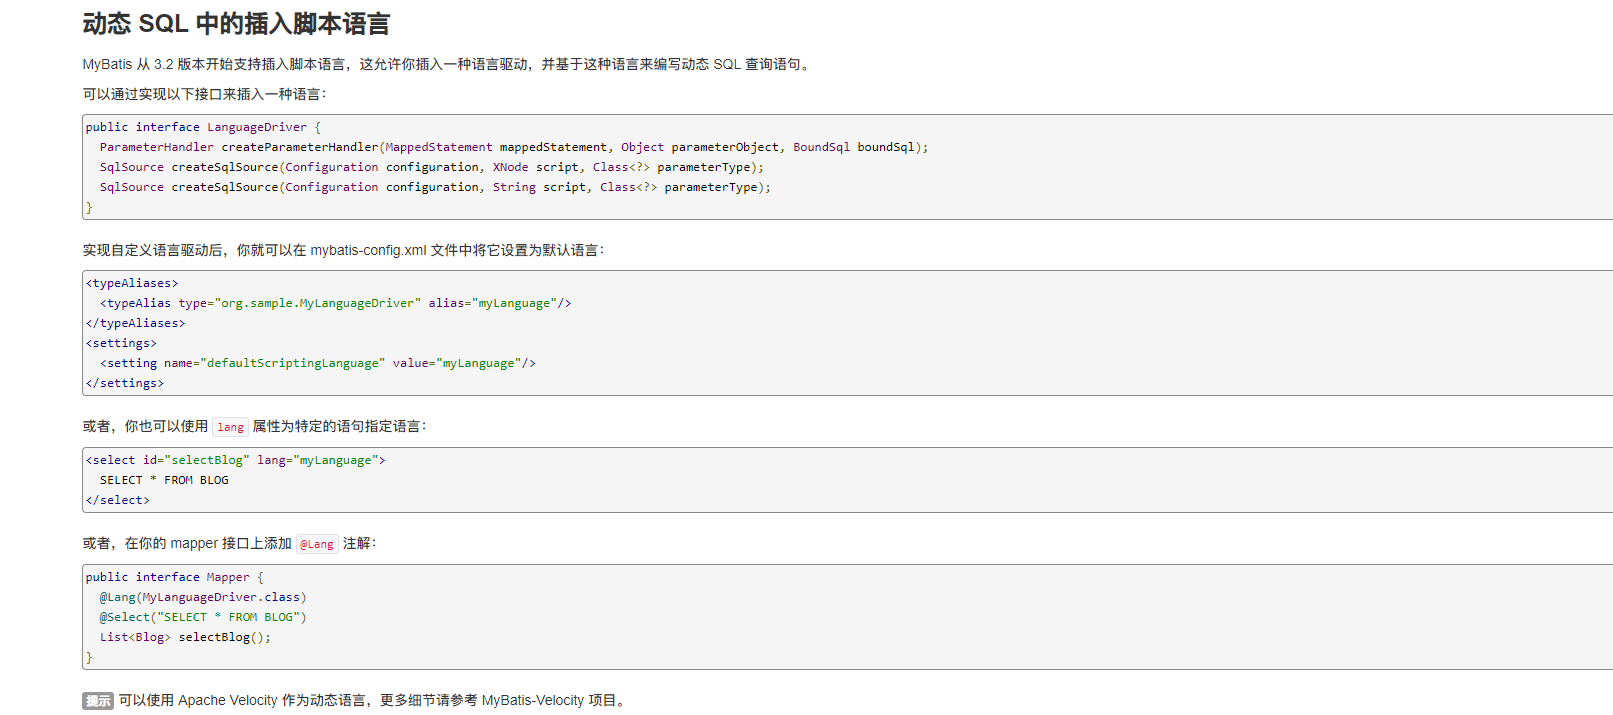 动态 SQL 中的插入脚本语言
MyBatis 从 3.2 版本开始支持插入脚本语言，这允许你插入一种语言驱动，并基于这种语言来编写动态 SQL 查询语句。
可以通过实现以下接口来插入一种语言：
public interface LanguageDriver {
  ParameterHandler createParameterHandler(MappedStatement mappedStatement, Object parameterObject, BoundSql boundSql);
  SqlSource createSqlSource(Configuration configuration, XNode script, Class<?> parameterType);
  SqlSource createSqlSource(Configuration configuration, String script, Class<?> parameterType);
}
实现自定义语言驱动后，你就可以在 mybatis-config.xml 文件中将它设置为默认语言：
<typeAliases>
  <typeAlias type="org.sample.MyLanguageDriver" alias="myLanguage"/>
</typeAliases>
<settings>
  <setting name="defaultScriptingLanguage" value="myLanguage"/>
</settings>
或者，你也可以使用 lang 属性为特定的语句指定语言：
<select id="selectBlog" lang="myLanguage">
  SELECT * FROM BLOG
</select>
或者，在你的 mapper 接口上添加 @Lang 注解：
public interface Mapper {
  @Lang(MyLanguageDriver.class)
  @Select("SELECT * FROM BLOG")
  List<Blog> selectBlog();
}
提示 可以使用 Apache Velocity 作为动态语言，更多细节请参考 MyBatis-Velocity 项目。